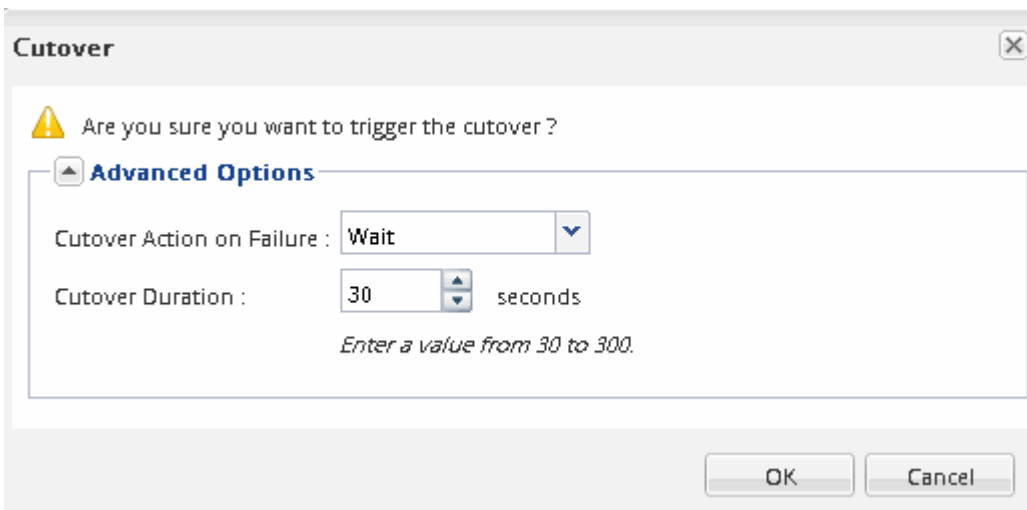 Cutover
Are you sure you want to trigger the cutover ?
Advanced Options
Cutover Action on Failure : Wait
Cutover Duration : 30 seconds
Enter a value from 30 to 300.
OK Cancel